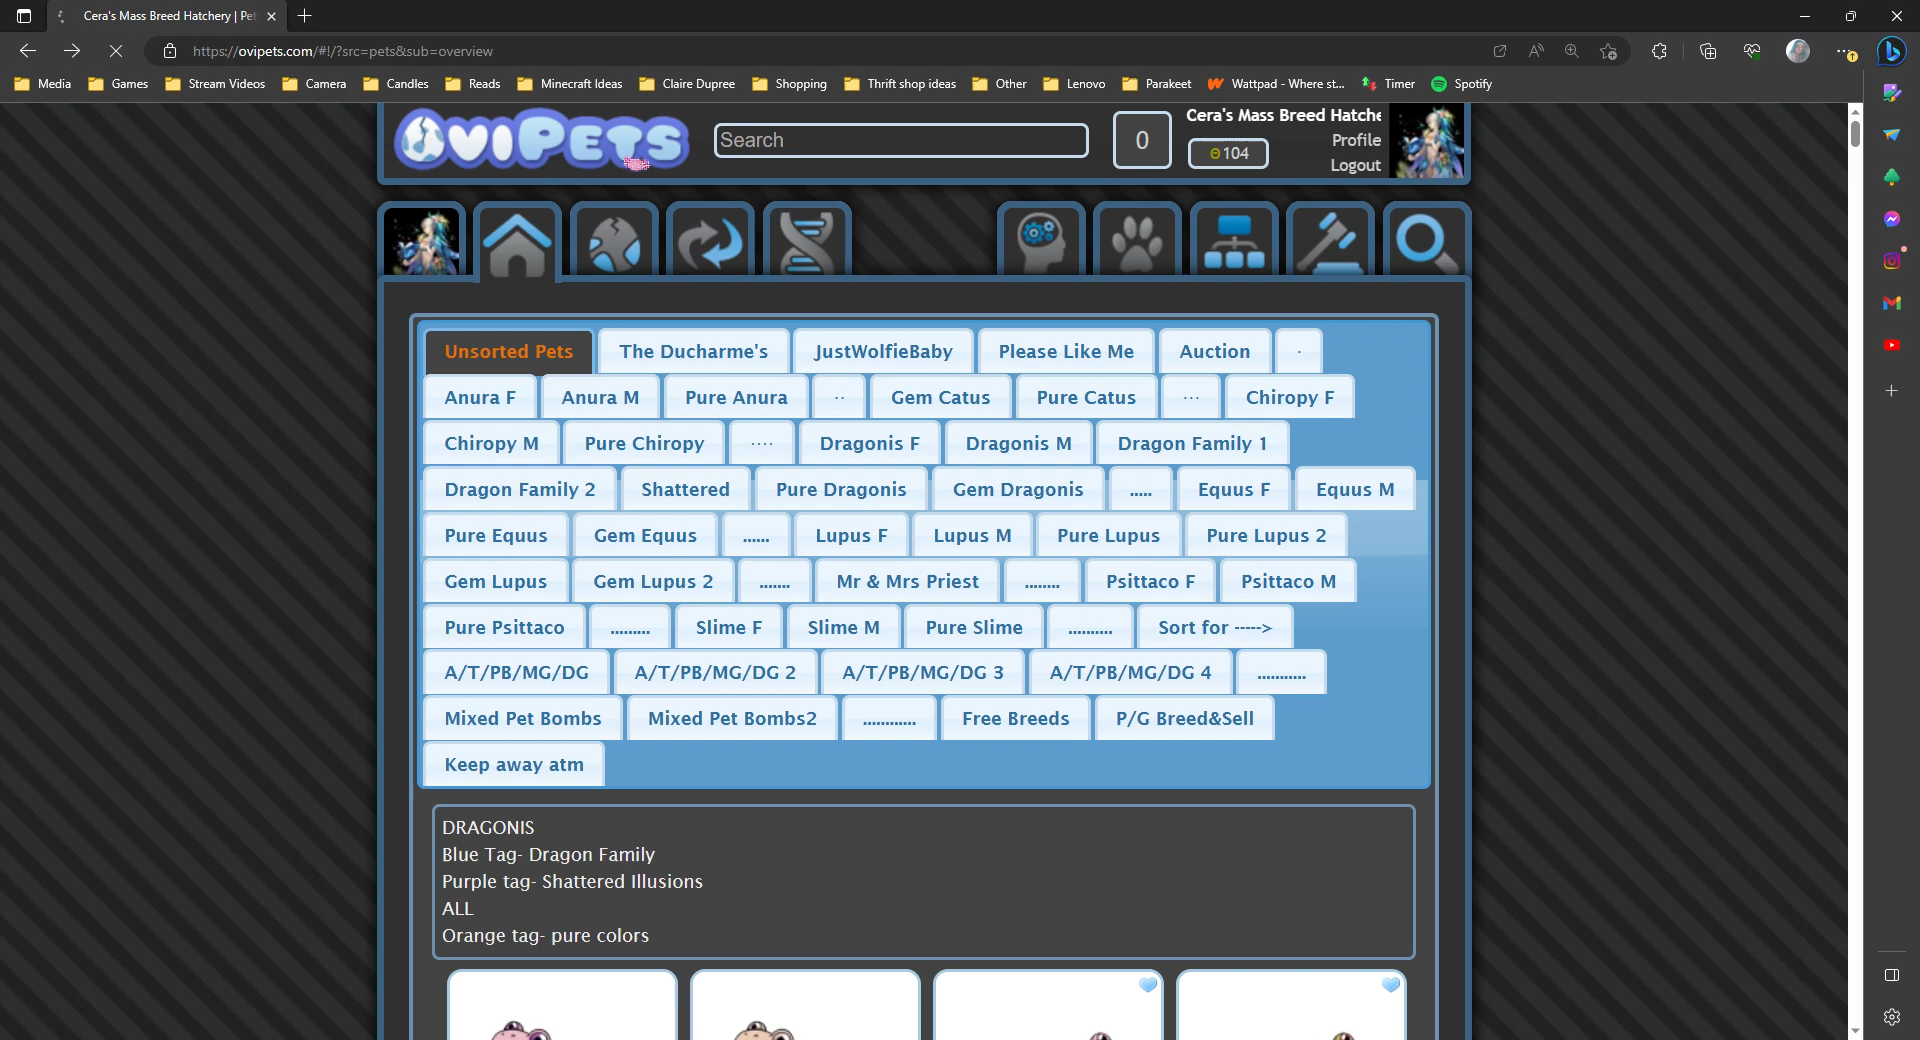 Cera's Mass Breed Hatchery | Pet
https://ovipets.com/#!/?src=pets&sub=overview
Media Games Stream Videos Camera Candles Reads Minecraft Ideas Claire Dupree Shopping Thrift shop ideas Other Lenovo Parakeet Wattpad - Where st... Timer Spotify
OviPets Search 0 Cera's Mass Breed Hatche
104 Profile
Logout
Unsorted Pets The Ducharme's JustWolfieBaby Please Like Me Auction ·
Anura F Anura M Pure Anura ·· Gem Catus Pure Catus ··· Chiropy F
Chiropy M Pure Chiropy ···· Dragonis F Dragonis M Dragon Family 1
Dragon Family 2 Shattered Pure Dragonis Gem Dragonis ..... Equus F Equus M
Pure Equus Gem Equus ...... Lupus F Lupus M Pure Lupus Pure Lupus 2
Gem Lupus Gem Lupus 2 ....... Mr & Mrs Priest ........ Psittaco F Psittaco M
Pure Psittaco ......... Slime F Slime M Pure Slime .......... Sort for ----->
A/T/PB/MG/DG A/T/PB/MG/DG 2 A/T/PB/MG/DG 3 A/T/PB/MG/DG 4 ...........
Mixed Pet Bombs Mixed Pet Bombs2 ............ Free Breeds P/G Breed&Sell
Keep away atm
DRAGONIS
Blue Tag- Dragon Family
Purple tag- Shattered Illusions
ALL
Orange tag- pure colors